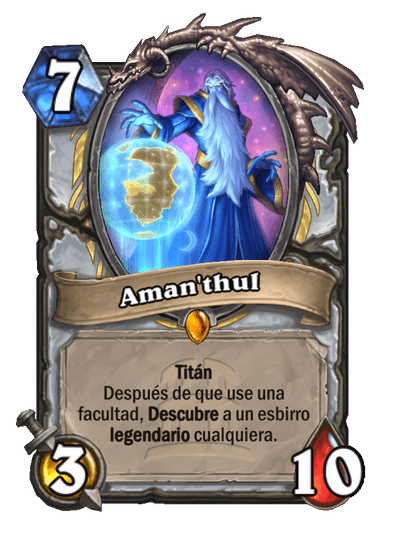 7
Aman'thul
Titán
Después de que use una
facultad, Descubre a un esbirro
legendario cualquiera.
3
10